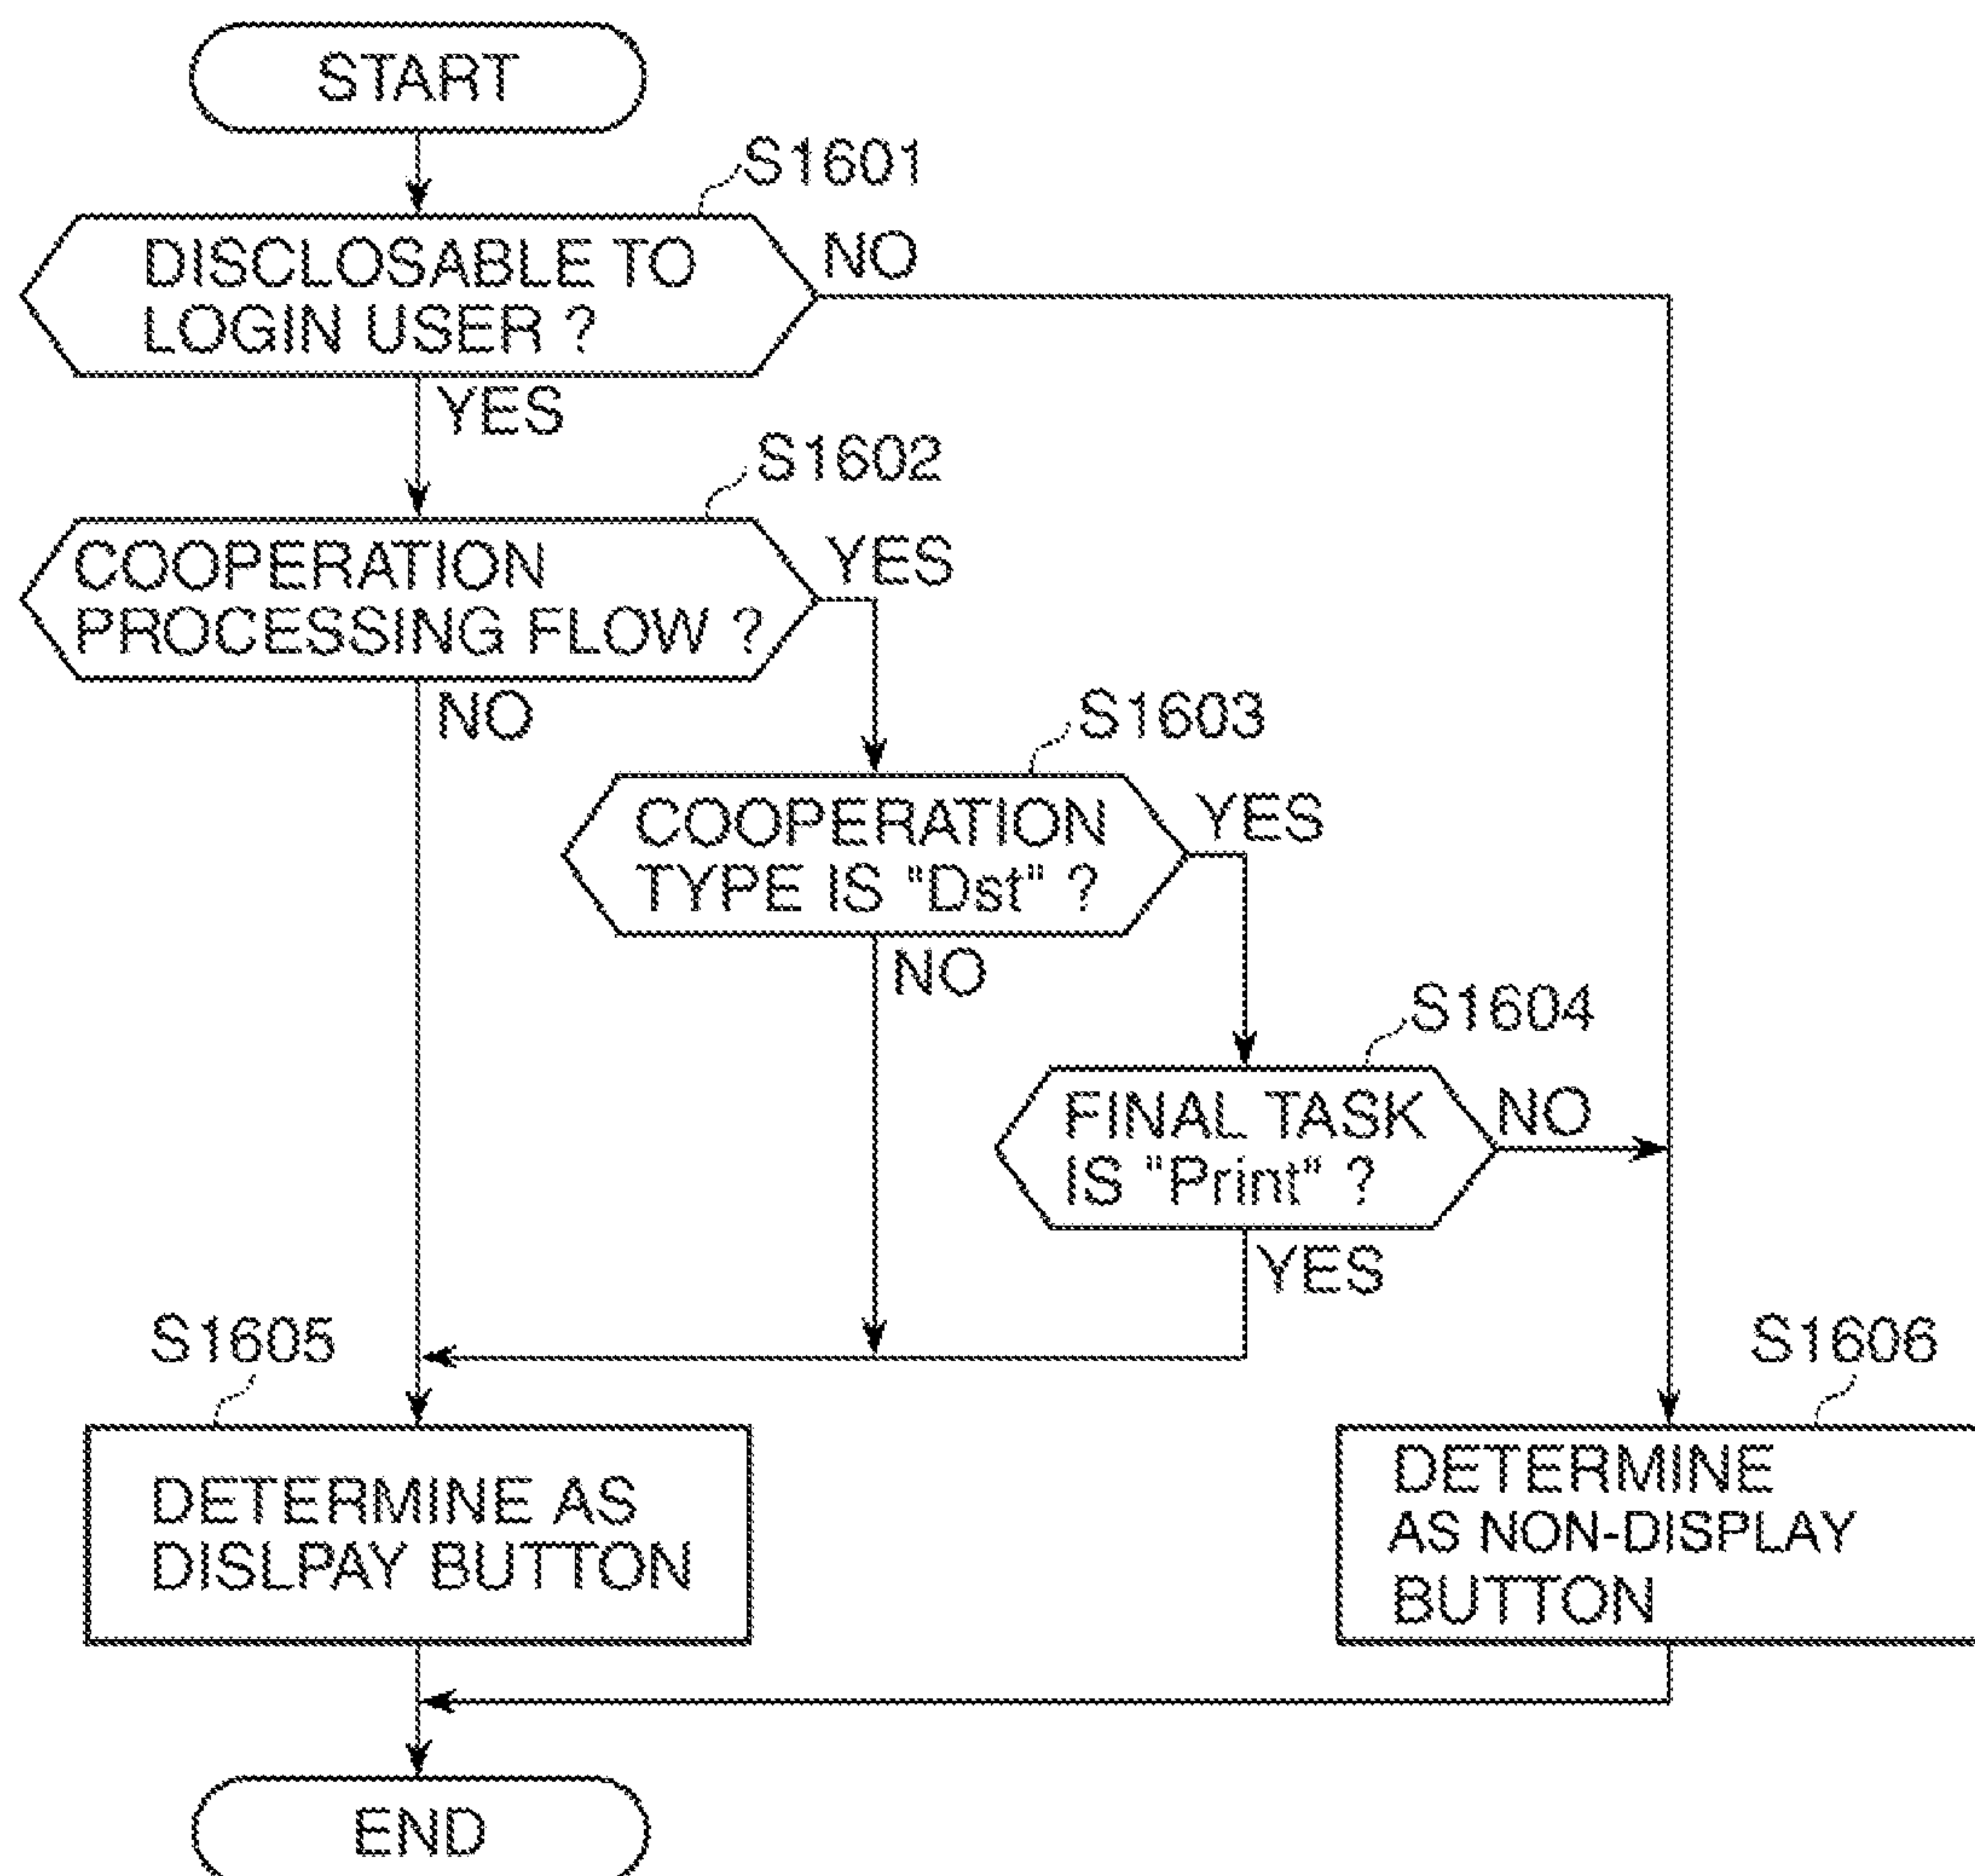 START
S1601
DISCLOSABLE TO
LOGIN USER ?
NO
YES
S1602
COOPERATION
PROCESSING FLOW ?
YES
NO
S1603
COOPERATION
TYPE IS "Dst" ?
YES
NO
S1604
FINAL TASK
IS "Print" ?
NO
YES
S1605
DETERMINE AS
DISLPAY BUTTON
S1606
DETERMINE
AS NON-DISPLAY
BUTTON
END